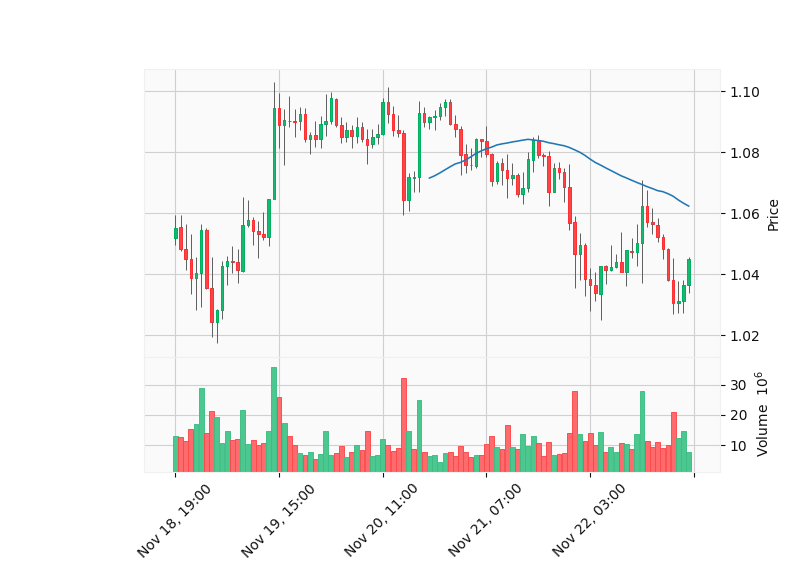 1.10
1.08
1.06
1.04
1.02
Price
30
20
10
Volume 10^6
Nov 18, 19:00
Nov 19, 15:00
Nov 20, 11:00
Nov 21, 07:00
Nov 22, 03:00